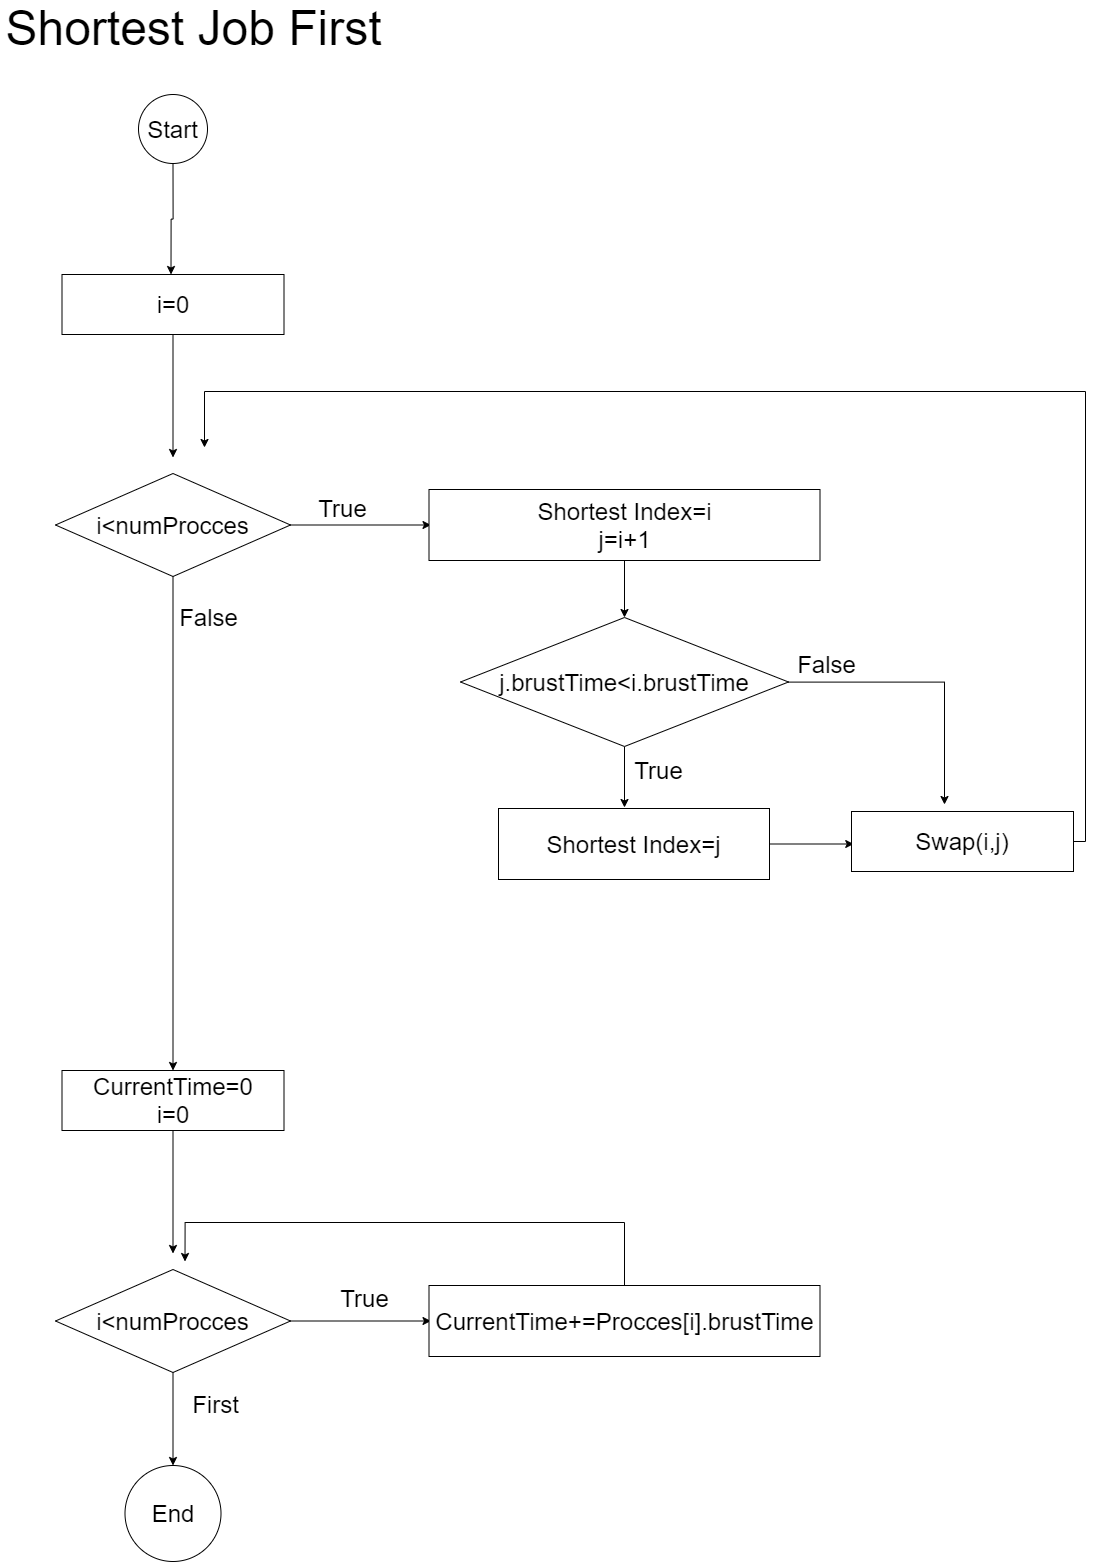 Shortest Job First
Start
i=0
i<numProcces
True
Shortest Index=i
j=i+1
False
j.brustTime<i.brustTime
False
True
Shortest Index=j
Swap(i,j)
CurrentTime=0
i=0
i<numProcces
True
CurrentTime+=Procces[i].brustTime
First
End